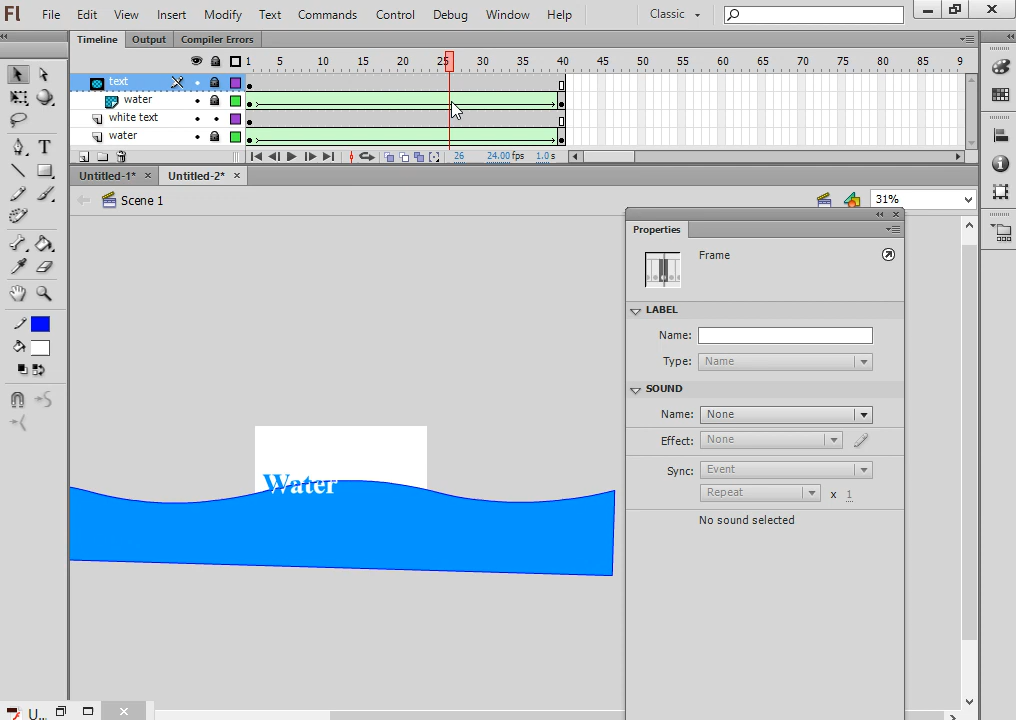 Fl File Edit View Insert Modify Text Commands Control Debug Window Help Classic
Timeline Output Compiler Errors
1 5 10 15 20 25 30 35 40 45 50 55 60 65 70 75 80 85 9
text
water
white text
water
26 24.00 fps 1.0 s
Untitled-1* × Untitled-2* ×
Scene 1
31%
Properties
Frame
LABEL
Name:
Type: Name
SOUND
Name: None
Effect: None
Sync: Event
Repeat x 1
No sound selected
Water
U...